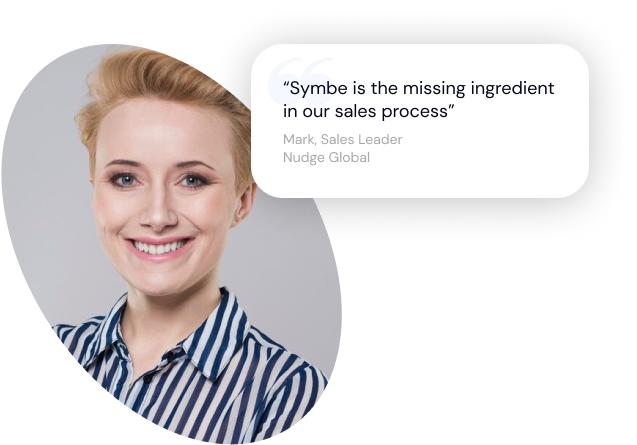 “Symbe is the missing ingredient
in our sales process”
Mark, Sales Leader
Nudge Global